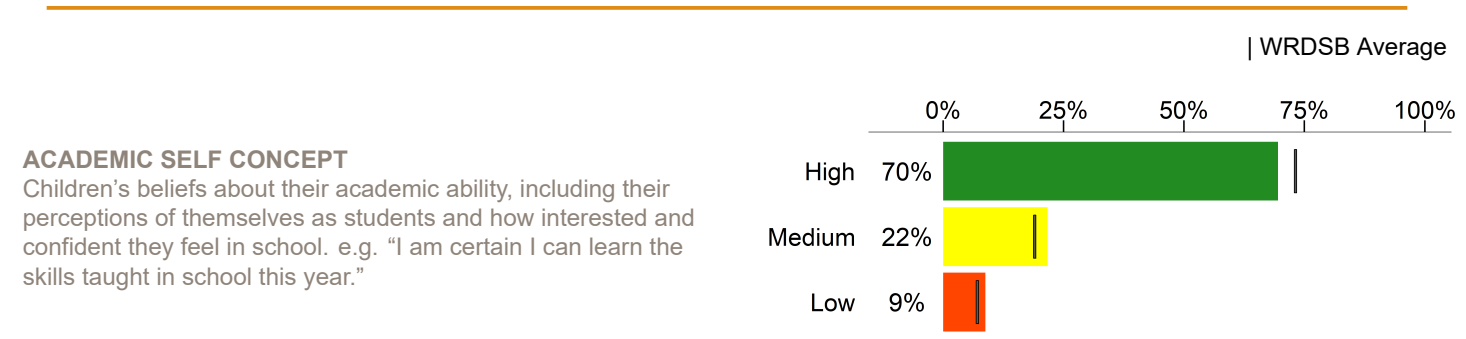 | WRDSB Average
0% 25% 50% 75% 100%
ACADEMIC SELF CONCEPT
Children’s beliefs about their academic ability, including their
perceptions of themselves as students and how interested and
confident they feel in school. e.g. “I am certain I can learn the
skills taught in school this year.”
High 70%
Medium 22%
Low 9%